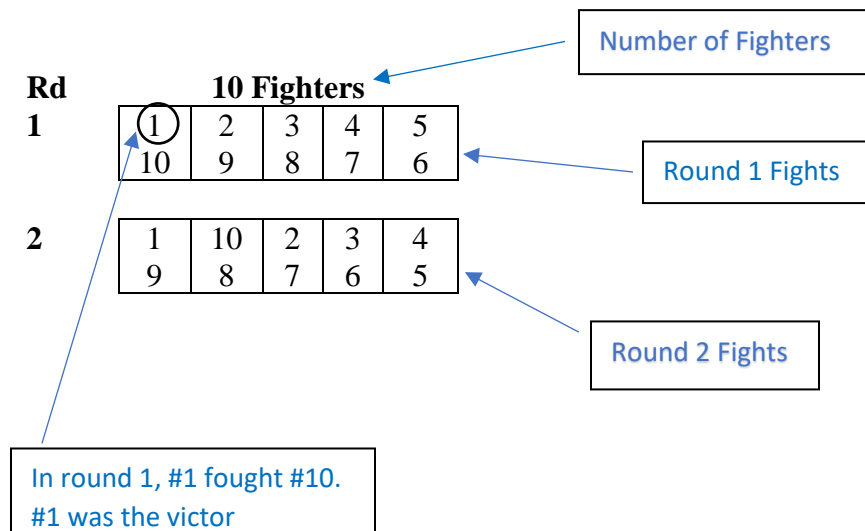 Number of Fighters
Rd 10 Fighters
1 1 2 3 4 5
10 9 8 7 6
Round 1 Fights
2 1 10 2 3 4
9 8 7 6 5
Round 2 Fights
In round 1, #1 fought #10.
#1 was the victor